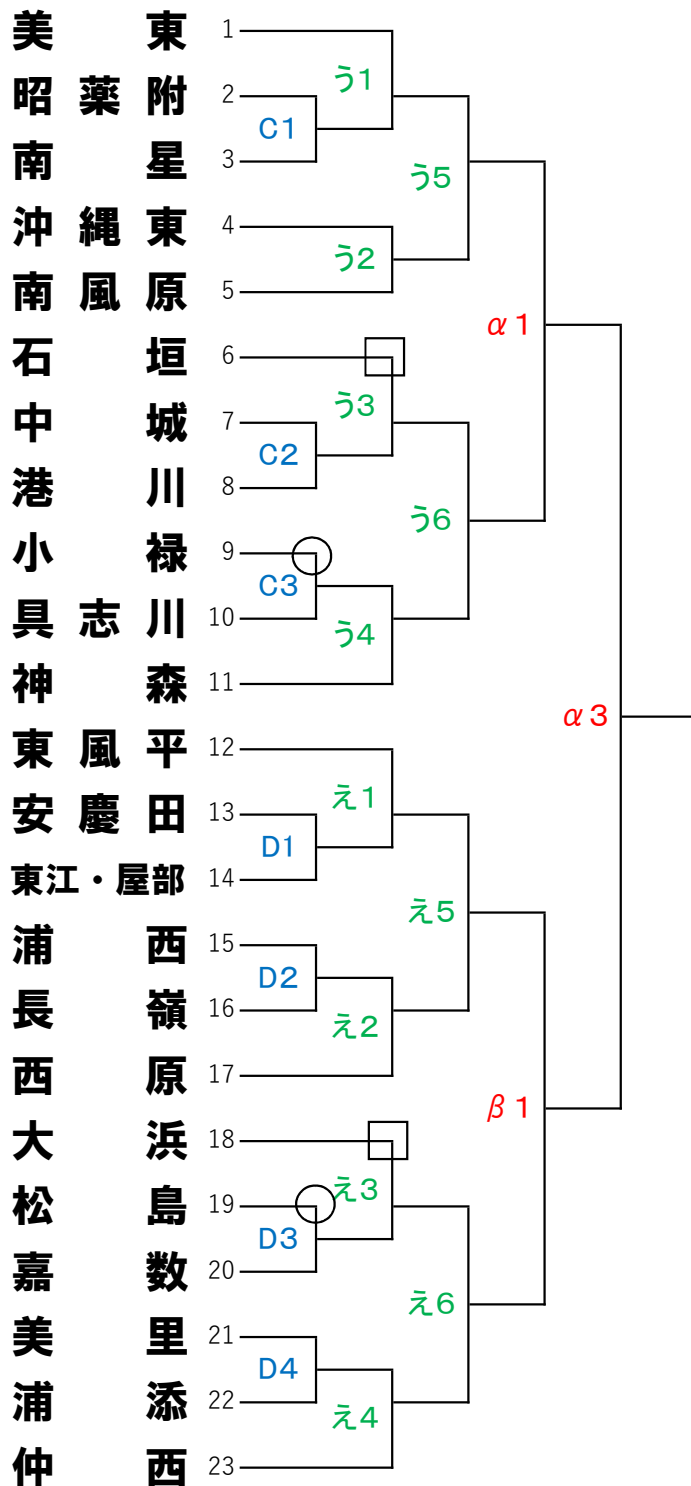 美東 1
昭薬附 2
南星 3
沖縄東 4
南風原 5
石垣 6
中城 7
港川 8
小禄 9
具志川 10
神森 11
東風平 12
安慶田 13
東江・屋部 14
浦西 15
長嶺 16
西原 17
大浜 18
松島 19
嘉数 20
美里 21
浦添 22
仲西 23
C1
C2
C3
D1
D2
D3
D4
う1
う2
う3
う4
え1
え2
え3
え4
う5
う6
え5
え6
α1
β1
α3